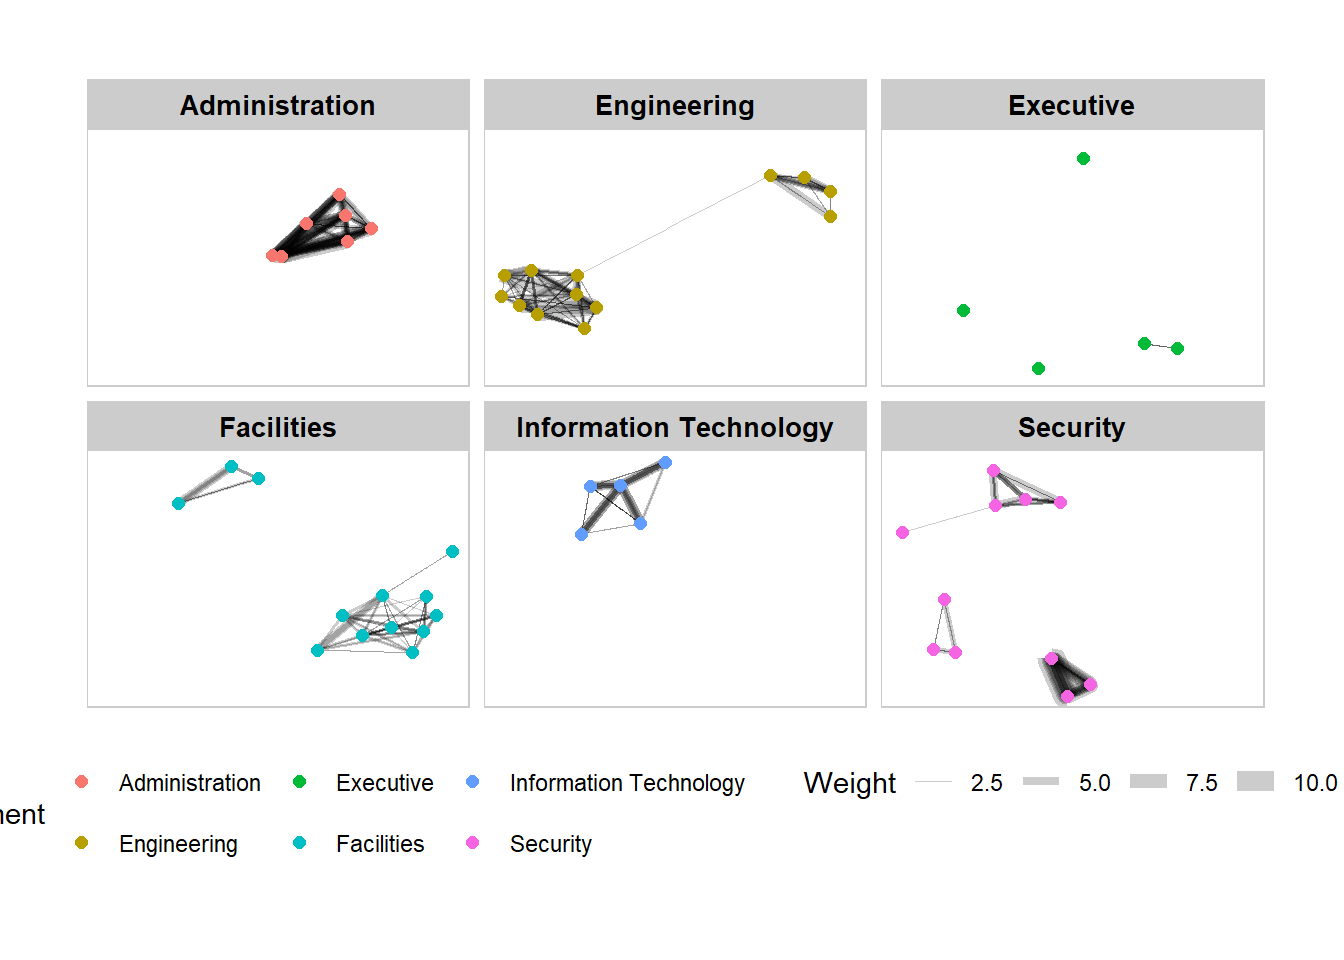 Administration Engineering Executive
Facilities Information Technology Security
Administration Executive Information Technology Weight 2.5 5.0 7.5 10.0
Engineering Facilities Security